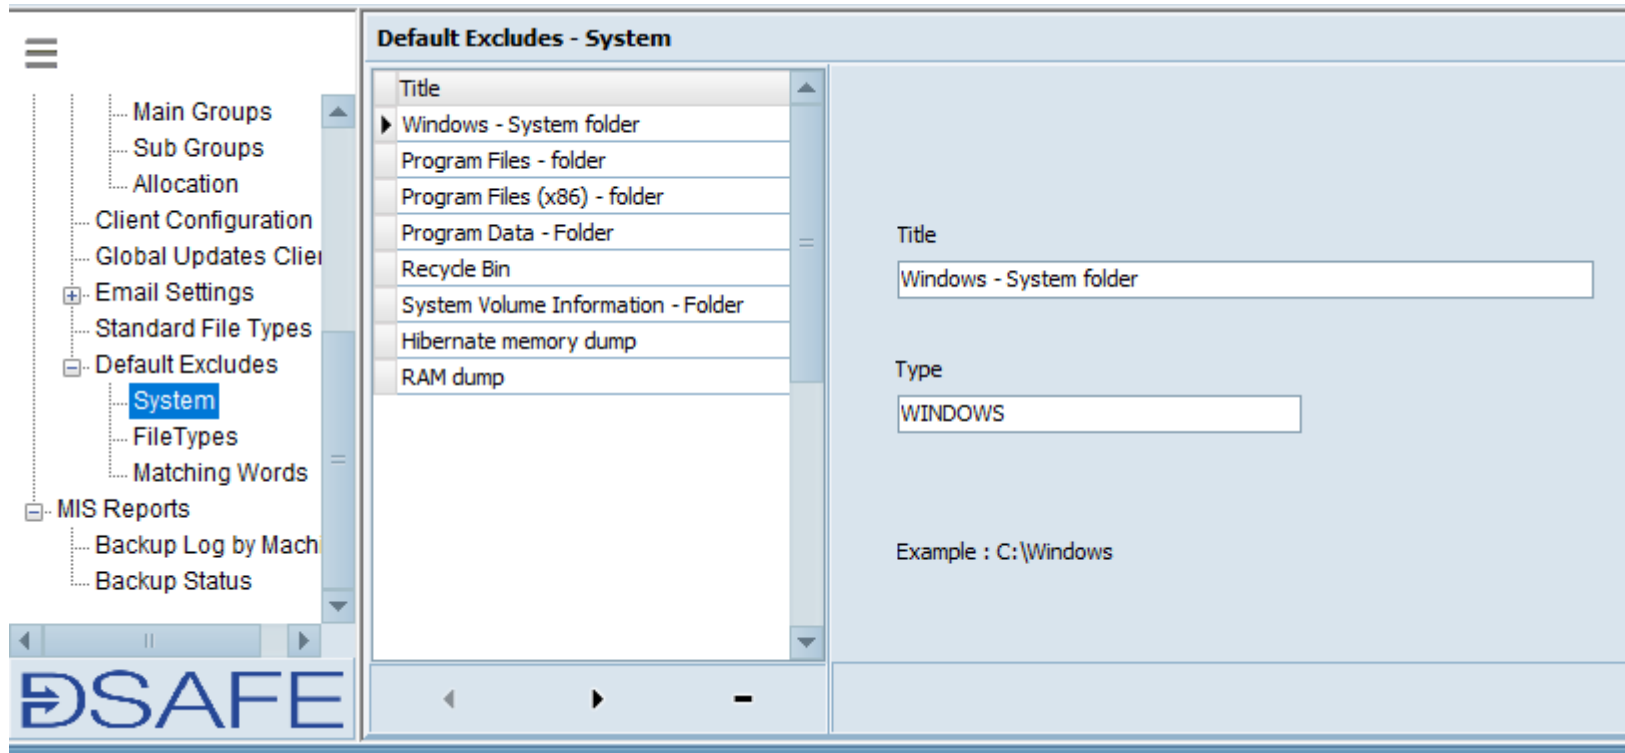 Default Excludes - System
Main Groups
Sub Groups
Allocation
Client Configuration
Global Updates Clie
Email Settings
Standard File Types
Default Excludes
System
FileTypes
Matching Words
MIS Reports
Backup Log by Machi
Backup Status
DSAFE
Title
Windows - System folder
Program Files - folder
Program Files (x86) - folder
Program Data - Folder
Recycle Bin
System Volume Information - Folder
Hibernate memory dump
RAM dump
Title
Windows - System folder
Type
WINDOWS
Example : C:\Windows